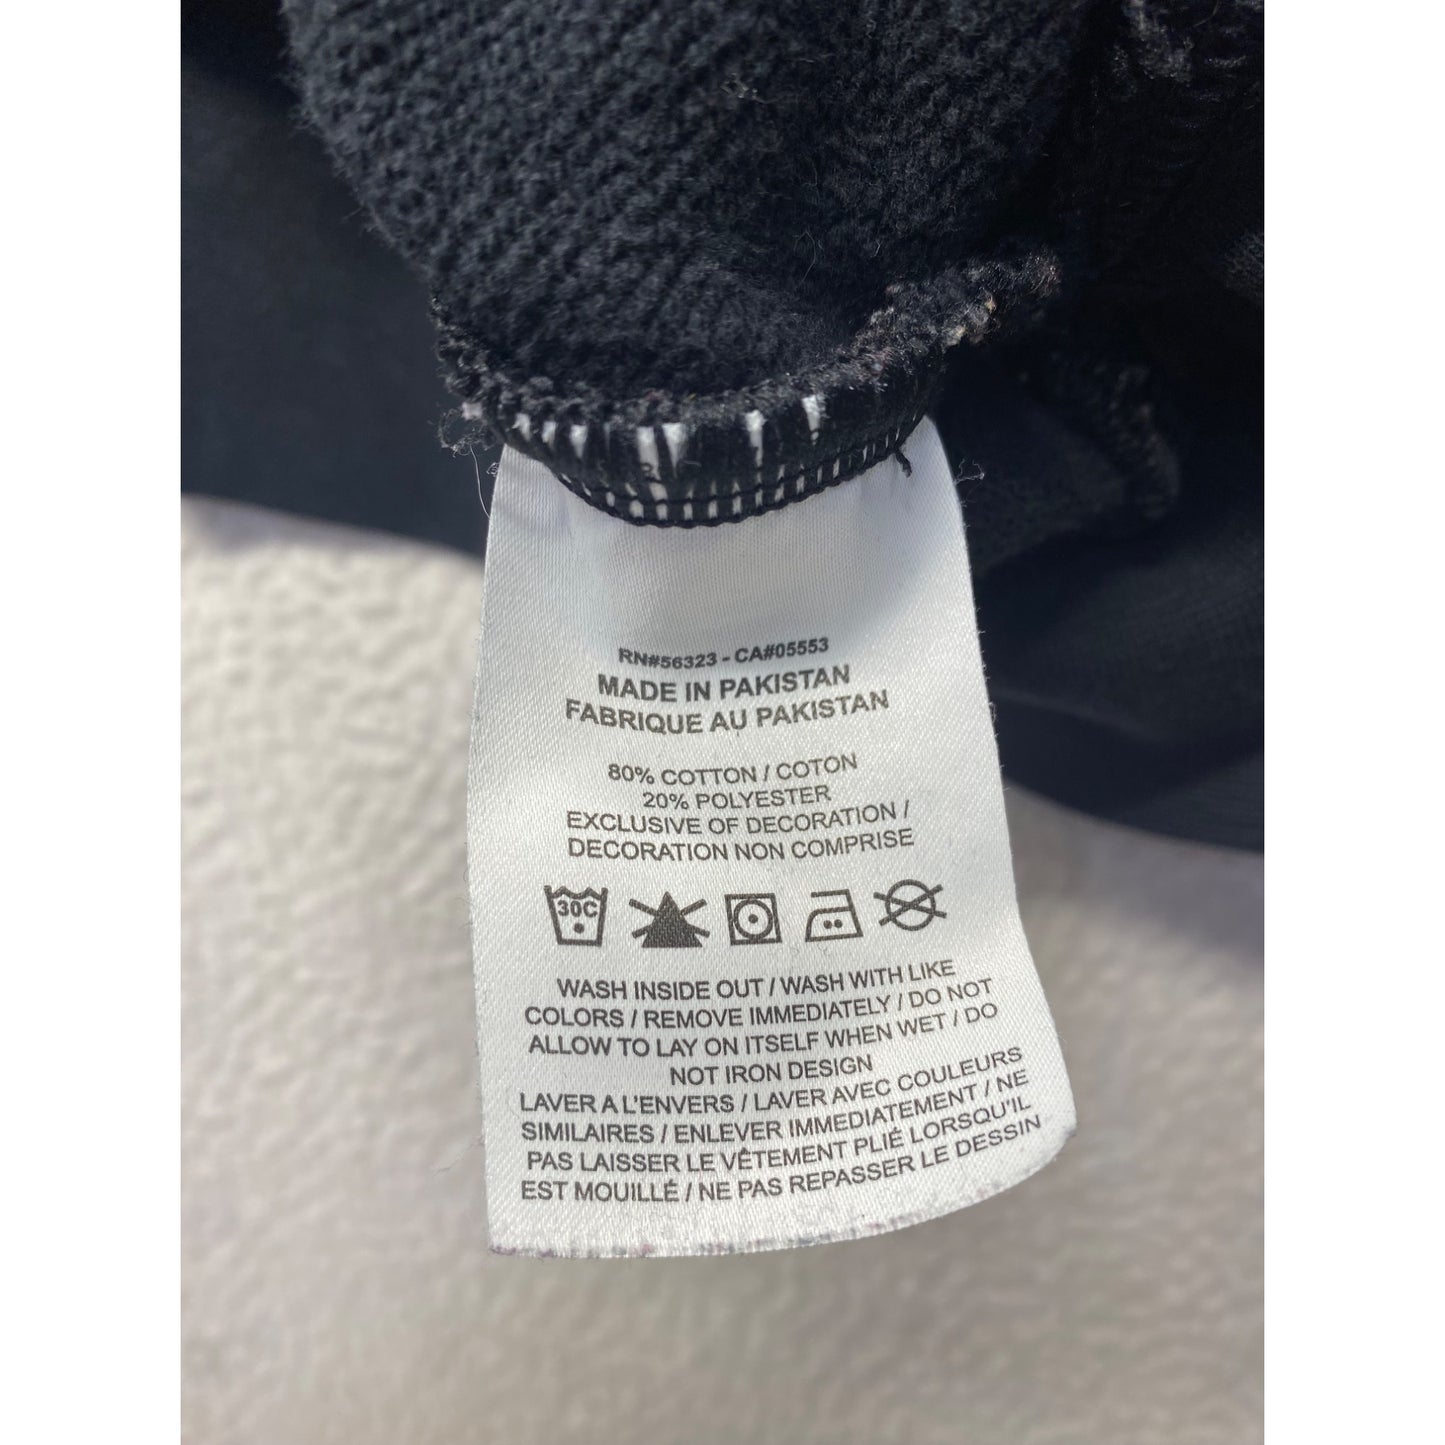 RN#56323 - CA#05553
MADE IN PAKISTAN
FABRIQUE AU PAKISTAN
80% COTTON / COTON
20% POLYESTER
EXCLUSIVE OF DECORATION /
DECORATION NON COMPRISE
30C
WASH INSIDE OUT / WASH WITH LIKE
COLORS / REMOVE IMMEDIATELY / DO NOT
ALLOW TO LAY ON ITSELF WHEN WET / DO
NOT IRON DESIGN
LAVER A L'ENVERS / LAVER AVEC COULEURS
SIMILAIRES / ENLEVER IMMEDIATEMENT / NE
PAS LAISSER LE VÊTEMENT PLIÉ LORSQU'IL
EST MOUILLÉ / NE PAS REPASSER LE DESSIN